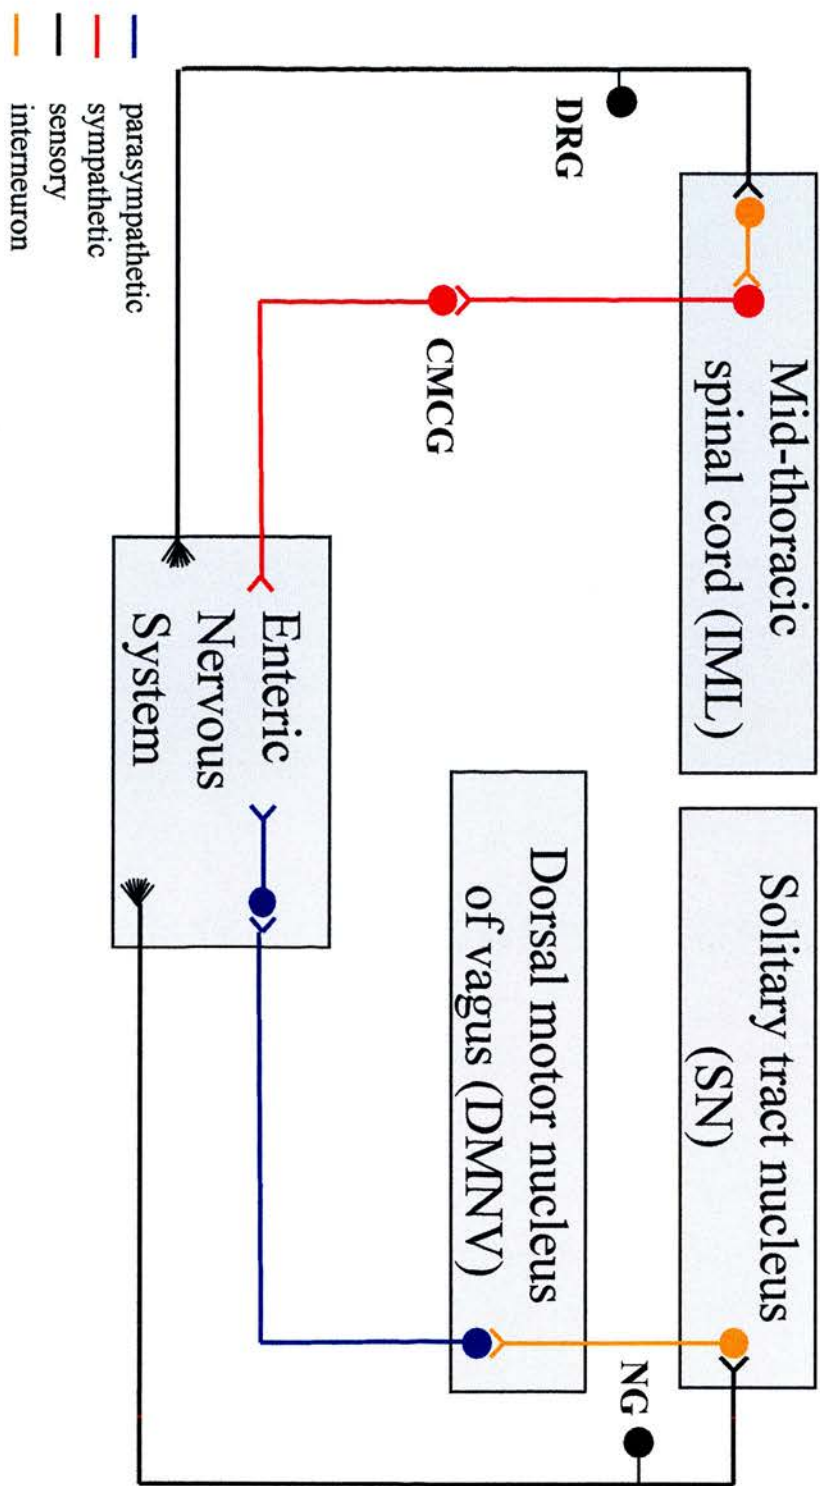 Mid-thoracic
spinal cord (IML)
Solitary tract nucleus
(SN)
DRG
CMCG
Dorsal motor nucleus
of vagus (DMNV)
NG
Enteric
Nervous
System
parasympathetic
sympathetic
sensory
interneuron